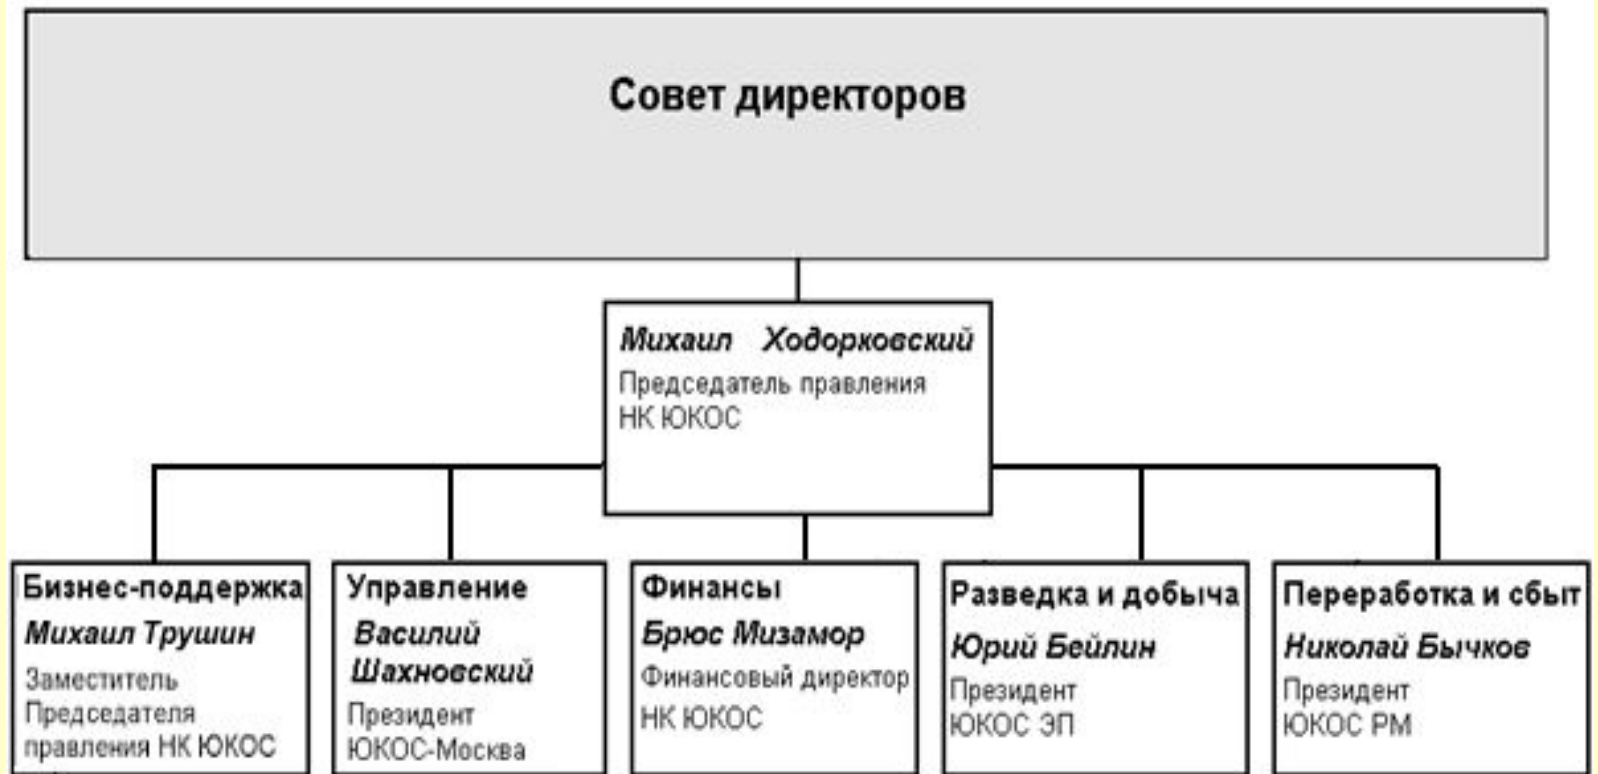 Совет директоров
Михаил Ходорковский
Председатель правления
НК ЮКОС
Бизнес-поддержка
Михаил Трушин
Заместитель
Председателя
правления НК ЮКОС
Управление
Василий
Шахновский
Президент
ЮКОС-Москва
Финансы
Брюс Мизамор
Финансовый директор
НК ЮКОС
Разведка и добыча
Юрий Бейлин
Президент
ЮКОС ЭП
Переработка и сбыт
Николай Бычков
Президент
ЮКОС РМ